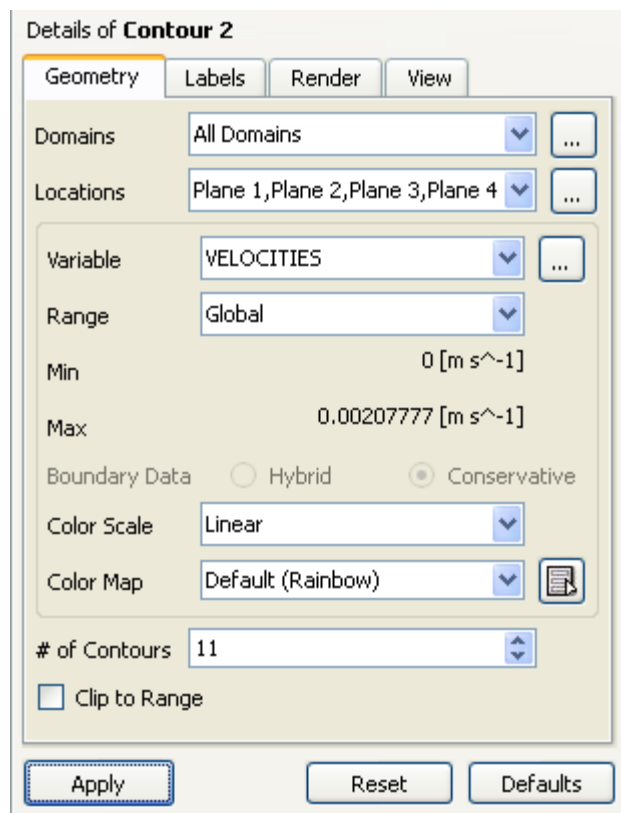 Details of Contour 2
Geometry Labels Render View
Domains All Domains ...
Locations Plane 1,Plane 2,Plane 3,Plane 4 ...
Variable VELOCITIES ...
Range Global
Min 0 [m s^-1]
Max 0.00207777 [m s^-1]
Boundary Data Hybrid Conservative
Color Scale Linear
Color Map Default (Rainbow)
# of Contours 11
Clip to Range
Apply Reset Defaults